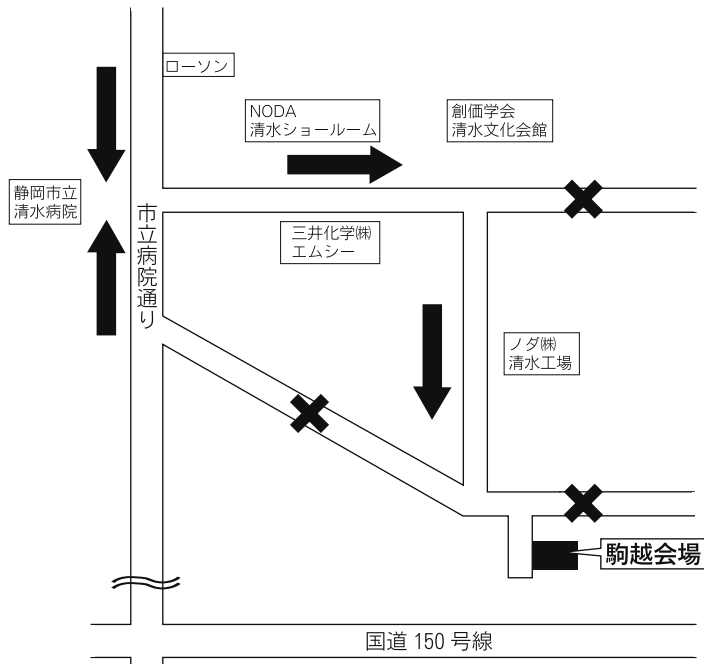 ローソン
NODA
清水ショールーム
創価学会
清水文化会館
静岡市立
清水病院
市立病院通り
三井化学㈱
エムシー
ノダ㈱
清水工場
駒越会場
国道150号線